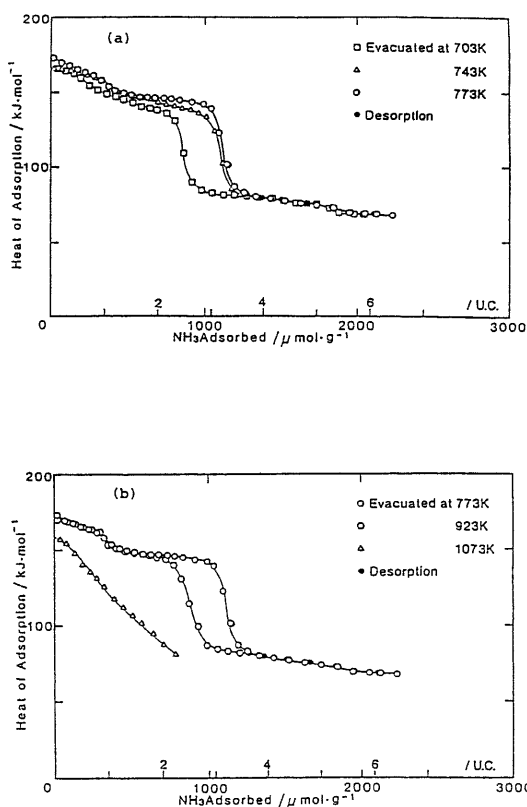 200
(a)
□ Evacuated at 703K
△ 743K
○ 773K
● Desorption
100
Heat of Adsorption / kJ·mol⁻¹
0
2
4
6
/ U.C.
0
1000
2000
3000
NH₃Adsorbed /μ mol·g⁻¹
200
(b)
○ Evacuated at 773K
○ 923K
△ 1073K
● Desorption
100
Heat of Adsorption / kJ·mol⁻¹
2
4
6
/ U.C.
0
1000
2000
3000
NH₃Adsorbed /μ mol·g⁻¹